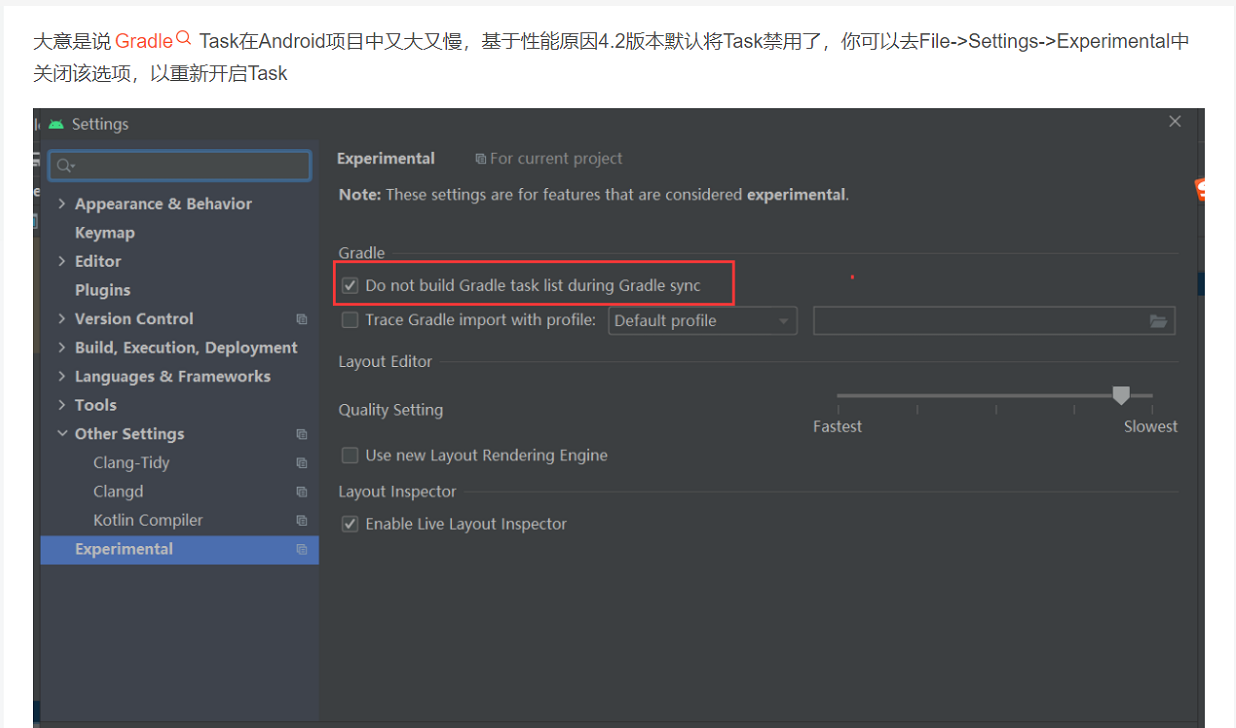 大意是说 Gradle Task在Android项目中又大又慢，基于性能原因4.2版本默认将Task禁用了，你可以去File->Settings->Experimental中
关闭该选项，以重新开启Task
Settings
Experimental For current project
Note: These settings are for features that are considered experimental.
Appearance & Behavior
Keymap
Editor
Plugins
Version Control
Build, Execution, Deployment
Languages & Frameworks
Tools
Other Settings
Clang-Tidy
Clangd
Kotlin Compiler
Experimental
Gradle
Do not build Gradle task list during Gradle sync
Trace Gradle import with profile: Default profile
Layout Editor
Quality Setting
Fastest Slowest
Use new Layout Rendering Engine
Layout Inspector
Enable Live Layout Inspector